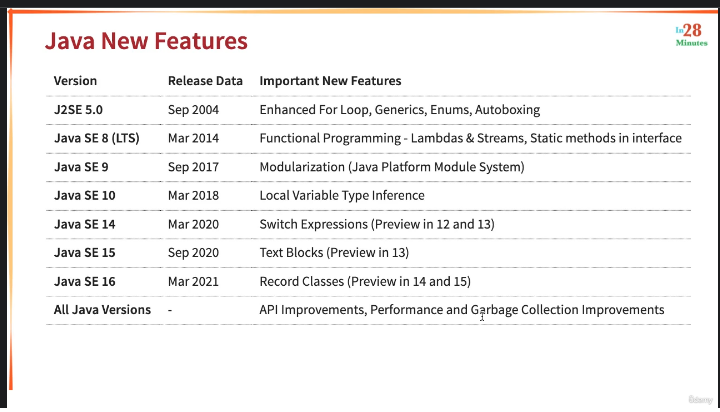 Java New Features
In28
Minutes
Version Release Data Important New Features
J2SE 5.0 Sep 2004 Enhanced For Loop, Generics, Enums, Autoboxing
Java SE 8 (LTS) Mar 2014 Functional Programming - Lambdas & Streams, Static methods in interface
Java SE 9 Sep 2017 Modularization (Java Platform Module System)
Java SE 10 Mar 2018 Local Variable Type Inference
Java SE 14 Mar 2020 Switch Expressions (Preview in 12 and 13)
Java SE 15 Sep 2020 Text Blocks (Preview in 13)
Java SE 16 Mar 2021 Record Classes (Preview in 14 and 15)
All Java Versions - API Improvements, Performance and Garbage Collection Improvements
Udemy